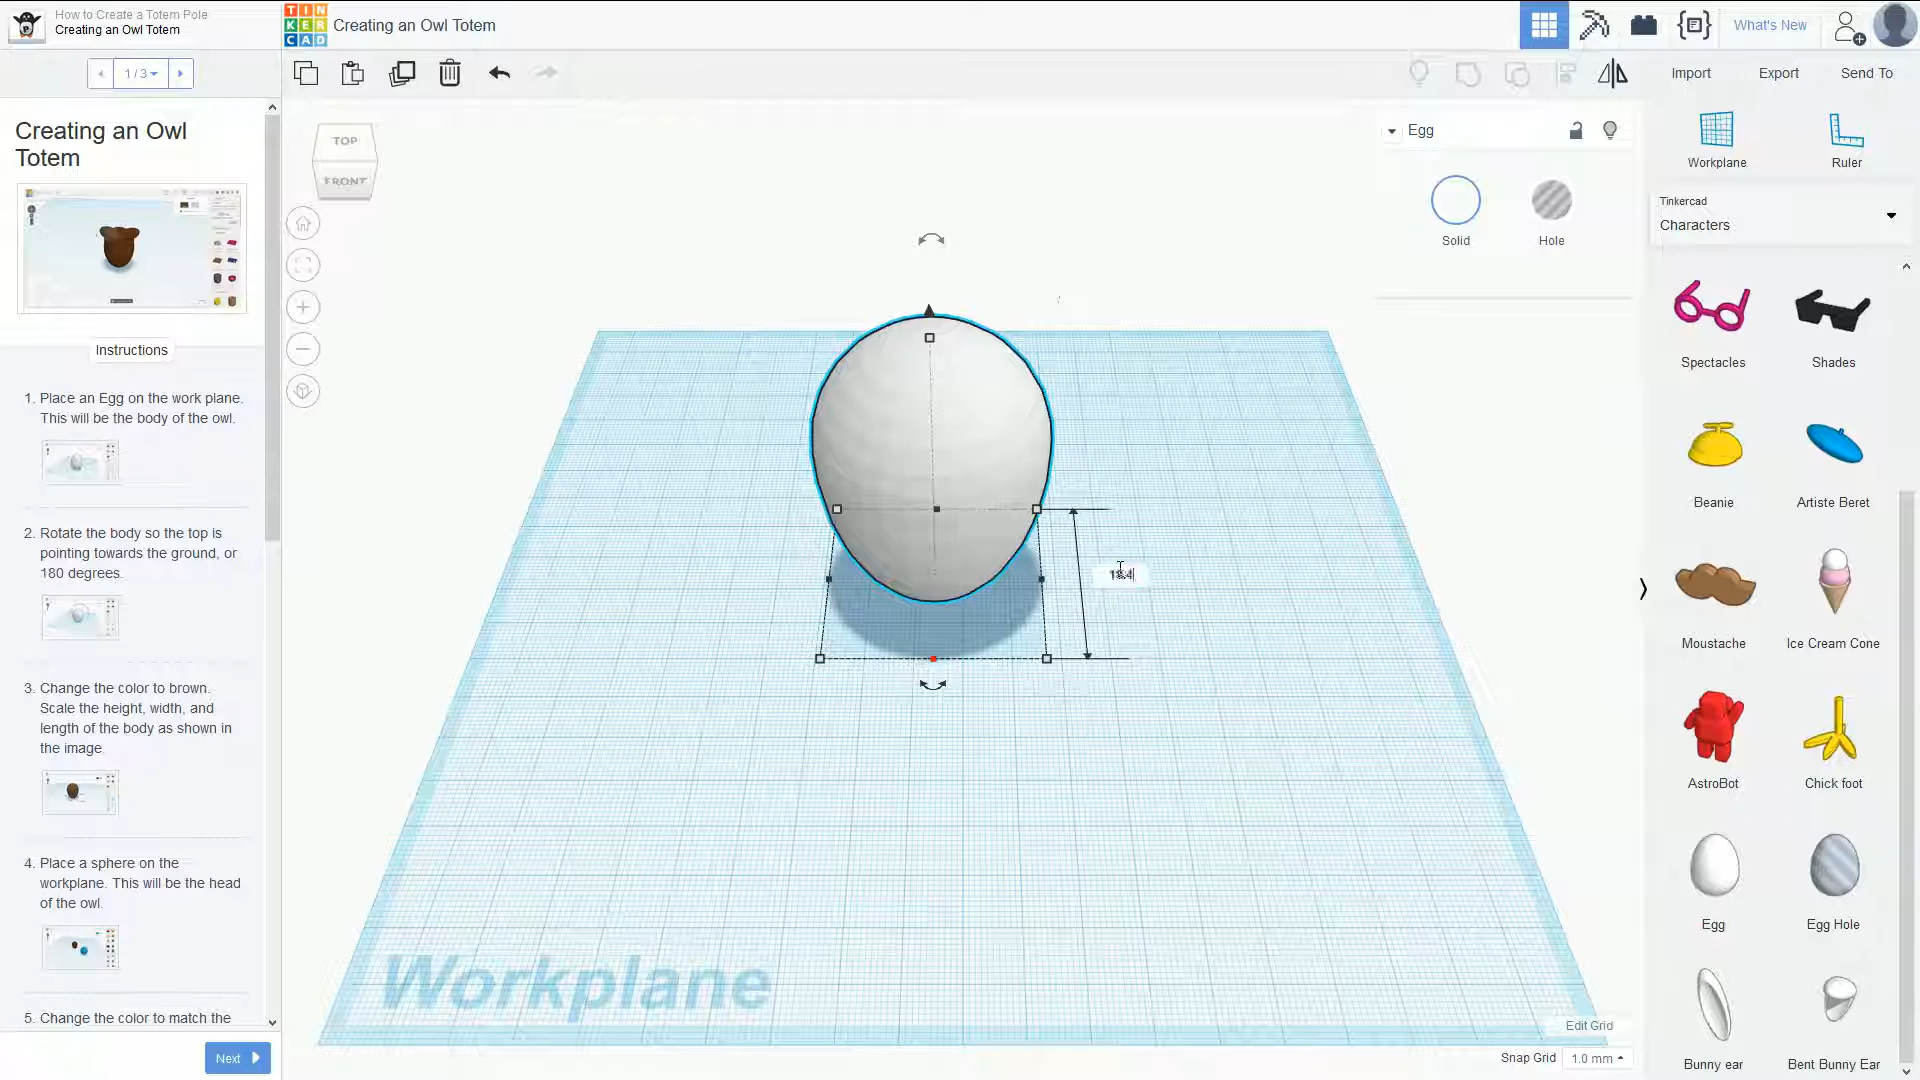 How to Create a Totem Pole
Creating an Owl Totem
TIN
KER
CAD
Creating an Owl Totem
What's New
1 / 3
Import
Export
Send To
Creating an Owl
Totem
Instructions
1. Place an Egg on the work plane.
This will be the body of the owl.
2. Rotate the body so the top is
pointing towards the ground, or
180 degrees.
3. Change the color to brown.
Scale the height, width, and
length of the body as shown in
the image.
4. Place a sphere on the
workplane. This will be the head
of the owl.
5. Change the color to match the
Next
TOP
FRONT
Egg
Solid
Hole
Workplane
Edit Grid
Snap Grid
1.0 mm
Workplane
Ruler
Tinkercad
Characters
Spectacles
Shades
Beanie
Artiste Beret
Moustache
Ice Cream Cone
AstroBot
Chick foot
Egg
Egg Hole
Bunny ear
Bent Bunny Ear